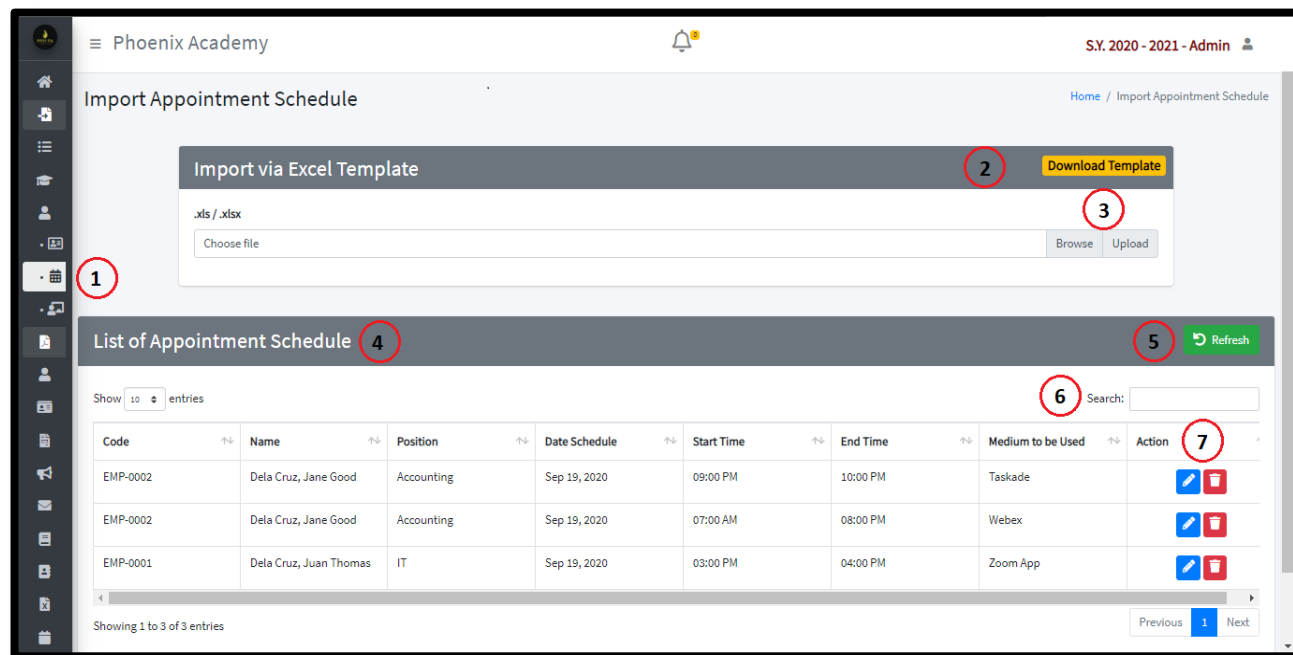 ≡ Phoenix Academy 0 S.Y. 2020 - 2021 - Admin
Import Appointment Schedule Home / Import Appointment Schedule
Import via Excel Template 2 Download Template
.xls / .xlsx 3
Choose file Browse Upload
1
List of Appointment Schedule 4 5 Refresh
Show 10 entries 6 Search:
Code Name Position Date Schedule Start Time End Time Medium to be Used Action 7
EMP-0002 Dela Cruz, Jane Good Accounting Sep 19, 2020 09:00 PM 10:00 PM Taskade
EMP-0002 Dela Cruz, Jane Good Accounting Sep 19, 2020 07:00 AM 08:00 PM Webex
EMP-0001 Dela Cruz, Juan Thomas IT Sep 19, 2020 03:00 PM 04:00 PM Zoom App
Showing 1 to 3 of 3 entries Previous 1 Next